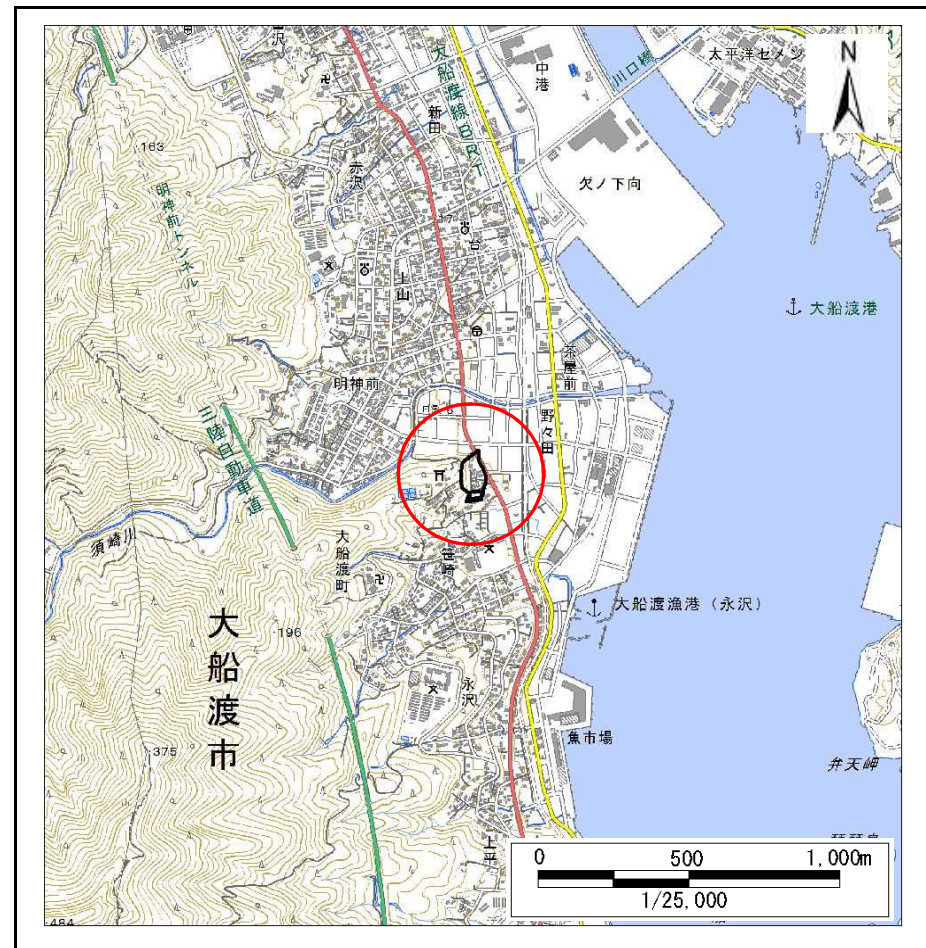 太平洋セメン
N
中港
川口橋
大船渡線BRT
新田
163
赤沢
欠ノ下向
明神前トンネル
台
上山
大船渡港
茶屋前
明神前
野々田
三陸自動車道
須崎川
大船渡町
笹崎
大船渡漁港（永沢）
196
大船渡市
永沢
魚市場
375
弁天岬
上平
0 500 1,000m
1/25,000
484